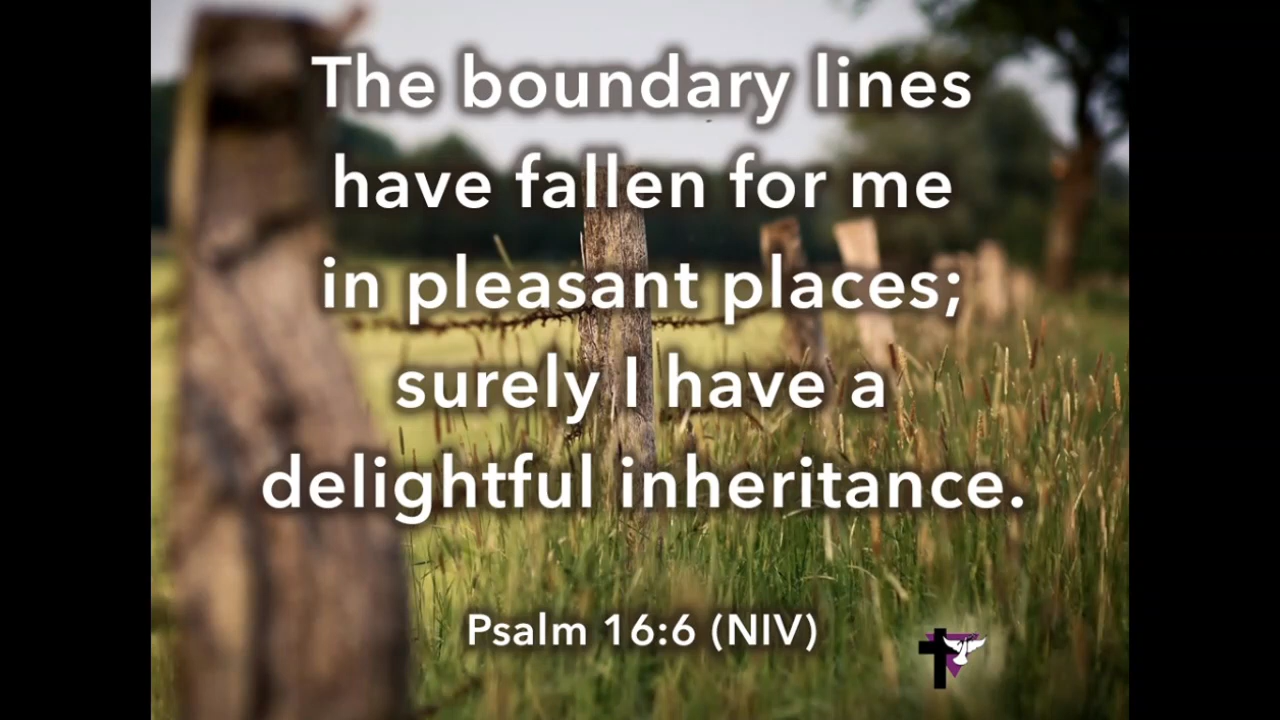 The boundary lines
have fallen for me
in pleasant places;
surely I have a
delightful inheritance.
Psalm 16:6 (NIV)